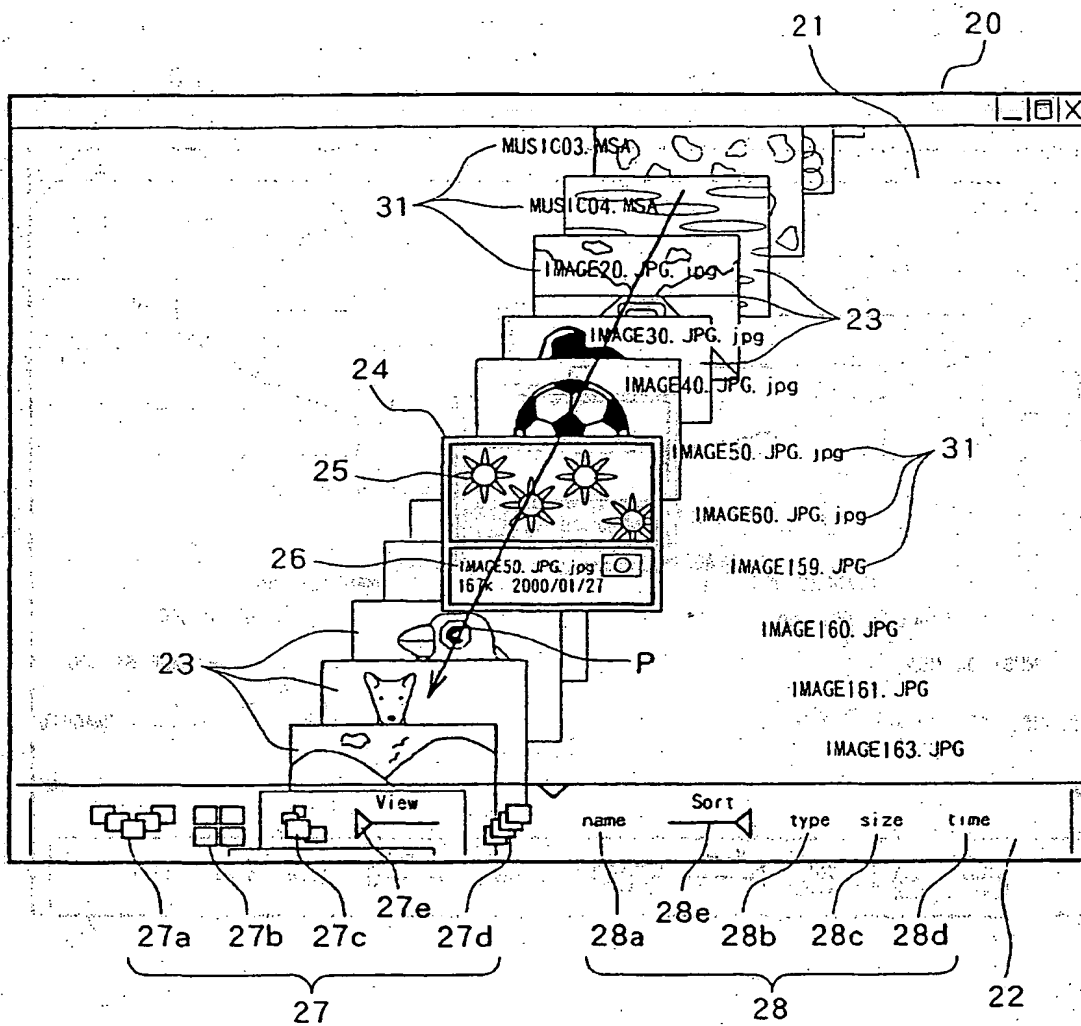 20
21
MUSIC03. MSA
31
MUSIC04. MSA
IMAGE20. JPG. jpg
23
IMAGE30. JPG. jpg
24
IMAGE40. JPG. jpg
IMAGE50. JPG. jpg
31
25
IMAGE60. JPG. jpg
26
IMAGE50. JPG. jpg
IMAGE159. JPG
167K 2000/01/27
IMAGE160. JPG
23
P
IMAGE161. JPG
IMAGE163. JPG
View Sort
name type size time
27a 27b 27c 27e 27d 28a 28e 28b 28c 28d
27 28 22